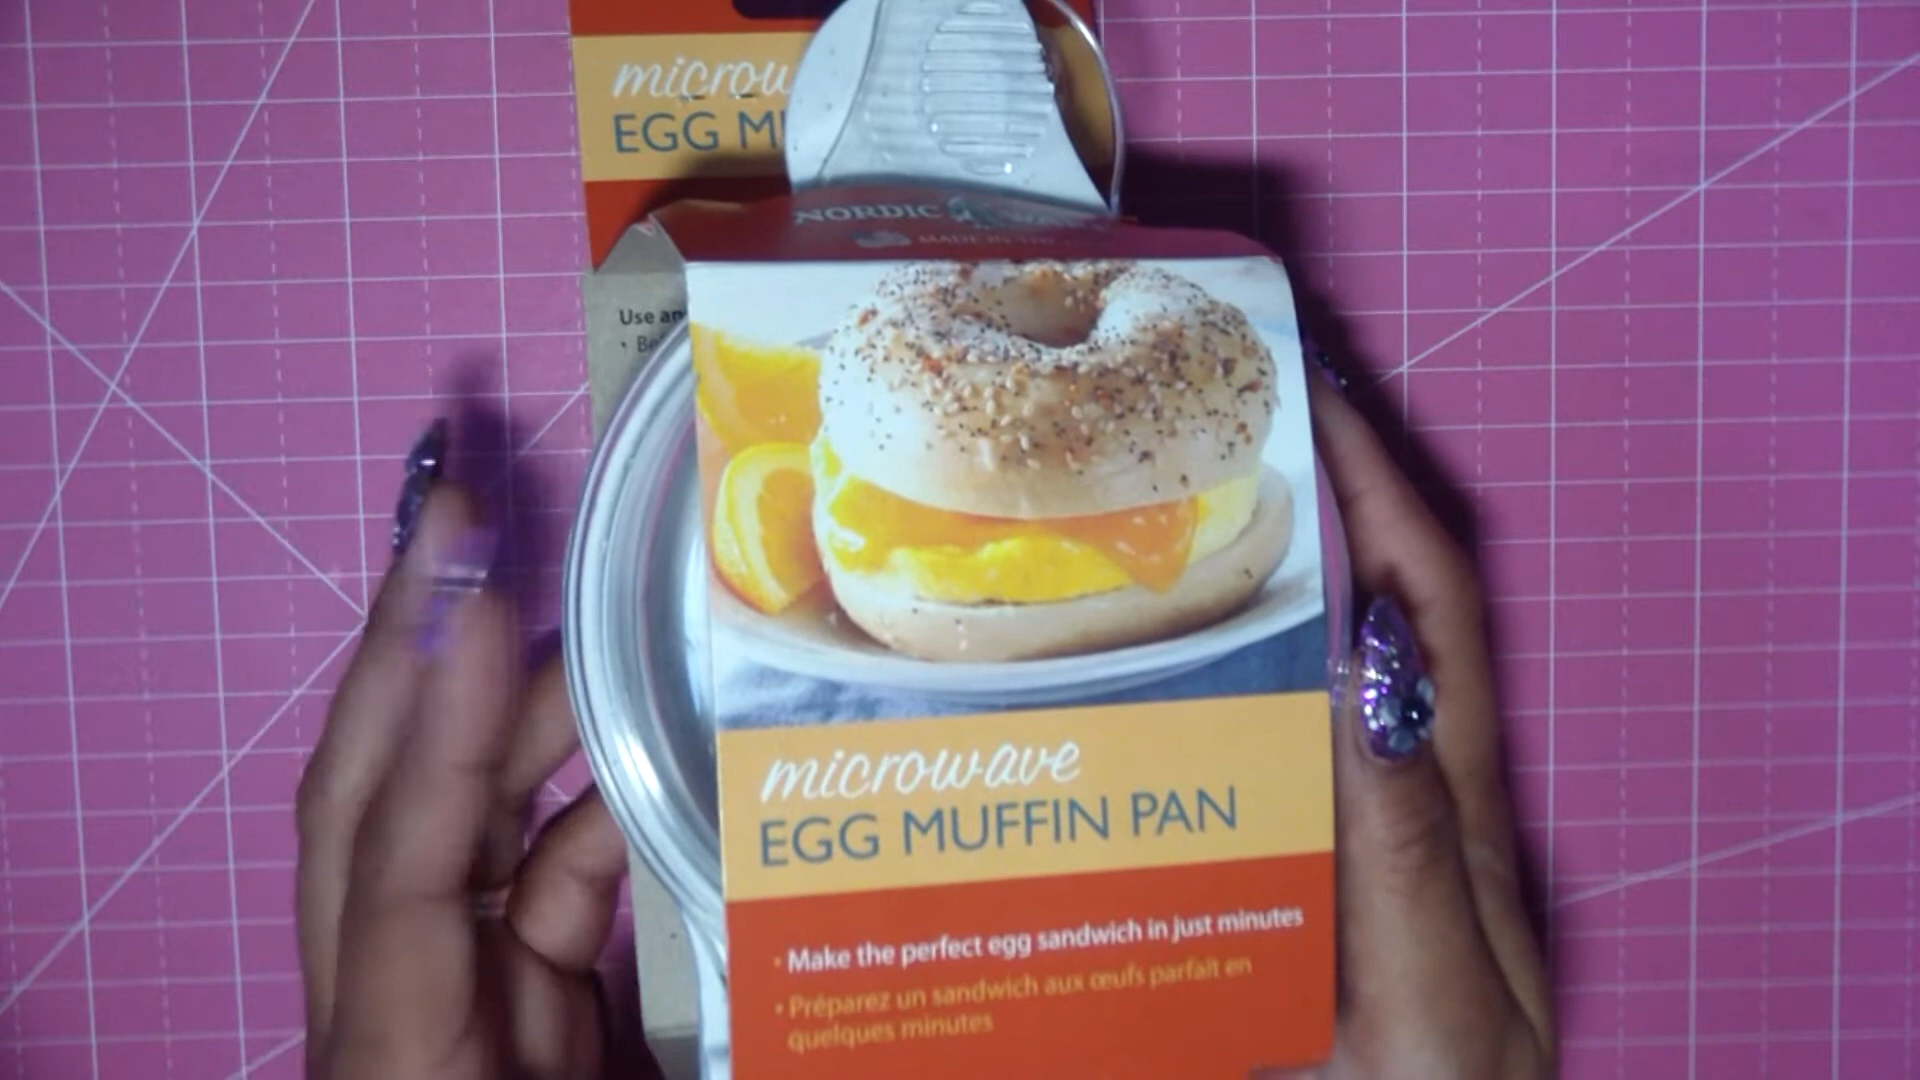 microw
EGG M
NORDIC
MADE IN THE
Use an
• Be
microwave
EGG MUFFIN PAN
• Make the perfect egg sandwich in just minutes
• Préparez un sandwich aux œufs parfait en
quelques minutes